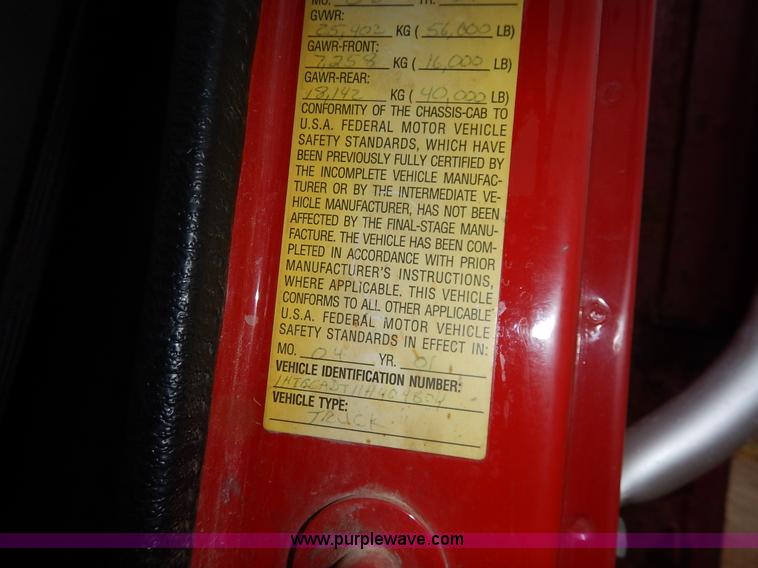 MO. YR.
GVWR:
25,402 KG ( 56,000 LB)
GAWR-FRONT:
7,258 KG ( 16,000 LB)
GAWR-REAR:
18,142 KG ( 40,000 LB)
CONFORMITY OF THE CHASSIS-CAB TO
U.S.A. FEDERAL MOTOR VEHICLE
SAFETY STANDARDS, WHICH HAVE
BEEN PREVIOUSLY FULLY CERTIFIED BY
THE INCOMPLETE VEHICLE MANUFAC-
TURER OR BY THE INTERMEDIATE VE-
HICLE MANUFACTURER, HAS NOT BEEN
AFFECTED BY THE FINAL-STAGE MANU-
FACTURE. THE VEHICLE HAS BEEN COM-
PLETED IN ACCORDANCE WITH PRIOR
MANUFACTURER'S INSTRUCTIONS,
WHERE APPLICABLE. THIS VEHICLE
CONFORMS TO ALL OTHER APPLICABLE
U.S.A. FEDERAL MOTOR VEHICLE
SAFETY STANDARDS IN EFFECT IN:
MO. 04 YR. 01
VEHICLE IDENTIFICATION NUMBER:
VEHICLE TYPE:
TRUCK
www.purplewave.com